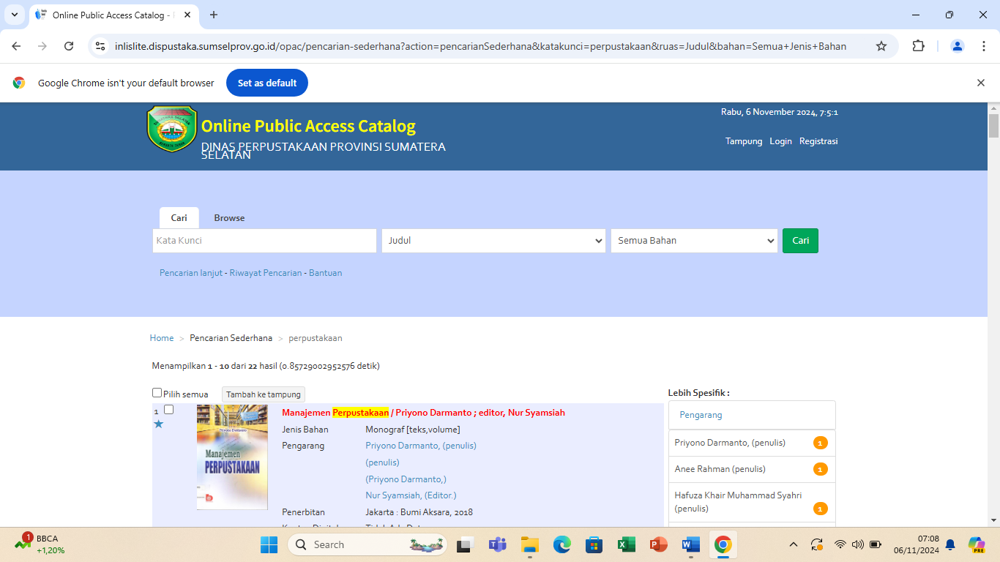 Online Public Access Catalog -
inlislite.dispustaka.sumselprov.go.id/opac/pencarian-sederhana?action=pencarianSederhana&katakunci=perpustakaan&ruas=Judul&bahan=Semua+Jenis+Bahan
Google Chrome isn't your default browser
Set as default
Online Public Access Catalog
DINAS PERPUSTAKAAN PROVINSI SUMATERA
SELATAN
Rabu, 6 November 2024, 7:5:1
Tampung Login Registrasi
Cari Browse
Kata Kunci Judul Semua Bahan Cari
Pencarian lanjut - Riwayat Pencarian - Bantuan
Home > Pencarian Sederhana > perpustakaan
Menampilkan 1 - 10 dari 22 hasil (0.85729002952576 detik)
Pilih semua Tambah ke tampung
1
Priyono Darmanto
Manajemen
PERPUSTAKAAN
Manajemen Perpustakaan / Priyono Darmanto ; editor, Nur Syamsiah
Jenis Bahan Monograf [teks,volume]
Pengarang Priyono Darmanto, (penulis)
(penulis)
(Priyono Darmanto,)
Nur Syamsiah, (Editor.)
Penerbitan Jakarta : Bumi Aksara, 2018
Lebih Spesifik :
Pengarang
Priyono Darmanto, (penulis) 1
Anee Rahman (penulis) 1
Hafuza Khair Muhammad Syahri
(penulis) 1
1
BBCA
+1,20%
Search
07:08
06/11/2024
PRE